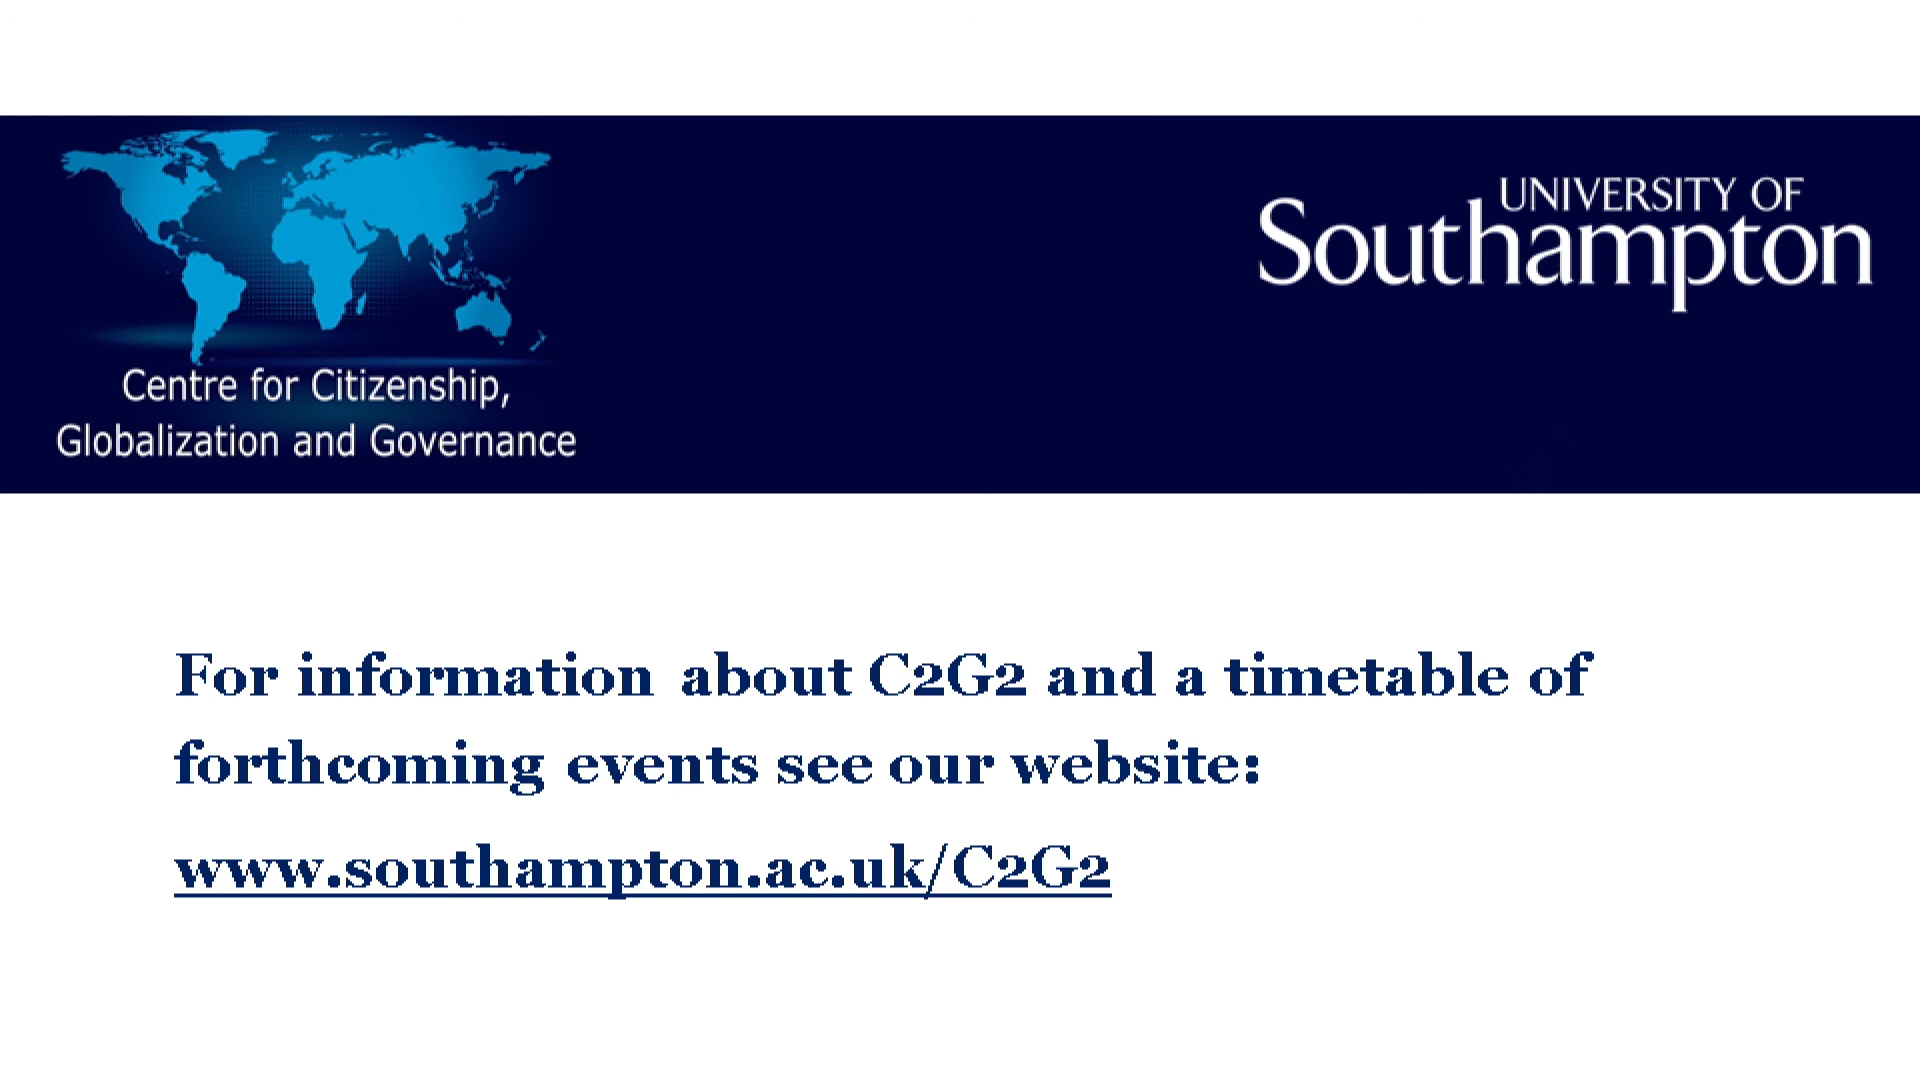 Centre for Citizenship,
Globalization and Governance
UNIVERSITY OF
Southampton
For information about C2G2 and a timetable of
forthcoming events see our website:
www.southampton.ac.uk/C2G2